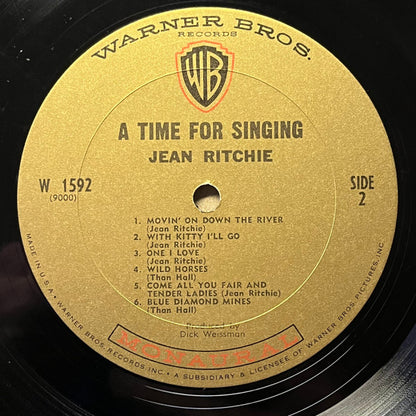 WARNER BROS.
RECORDS
WB
A TIME FOR SINGING
JEAN RITCHIE
W 1592
(9000)
SIDE
2
1. MOVIN' ON DOWN THE RIVER
(Jean Ritchie)
2. WITH KITTY I'LL GO
(Jean Ritchie)
3. ONE I LOVE
(Jean Ritchie)
4. WILD HORSES
(Than Hall)
5. COME ALL YOU FAIR AND
TENDER LADIES (Jean Ritchie)
6. BLUE DIAMOND MINES
(Than Hall)
Produced by
Dick Weissman
MONAURAL
MADE IN U.S.A. • WARNER BROS. RECORDS INC. • A SUBSIDIARY & LICENSEE OF WARNER BROS. PICTURES, INC.